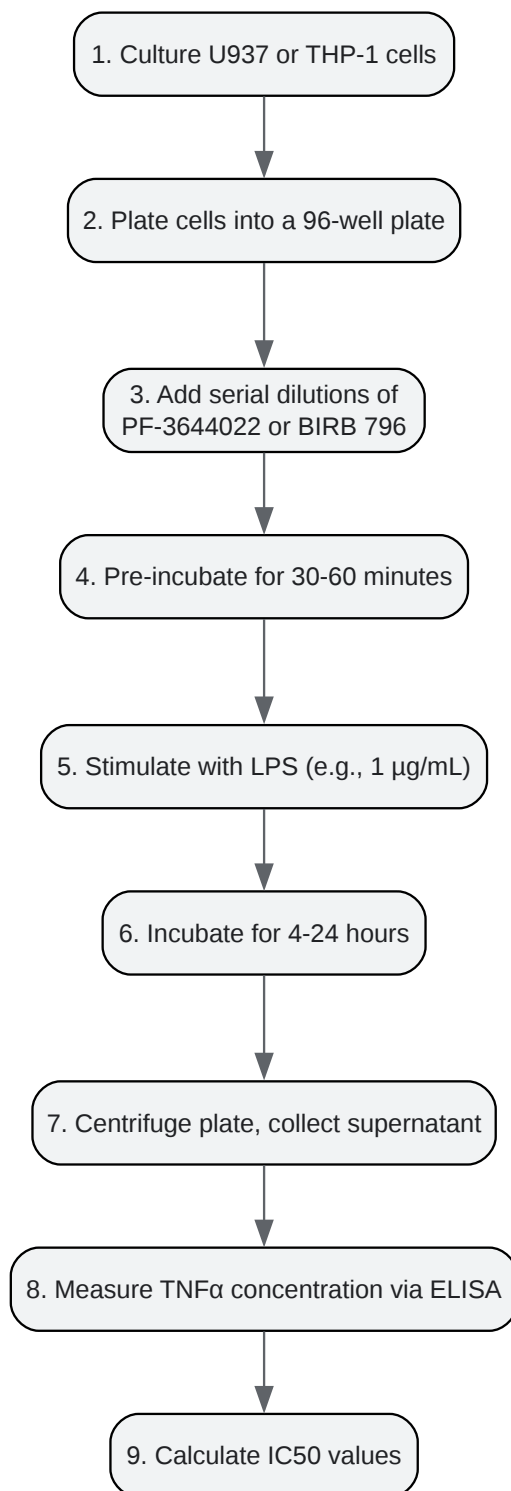 1. Culture U937 or THP-1 cells
2. Plate cells into a 96-well plate
3. Add serial dilutions of
PF-3644022 or BIRB 796
4. Pre-incubate for 30-60 minutes
5. Stimulate with LPS (e.g., 1 µg/mL)
6. Incubate for 4-24 hours
7. Centrifuge plate, collect supernatant
8. Measure TNFα concentration via ELISA
9. Calculate IC50 values